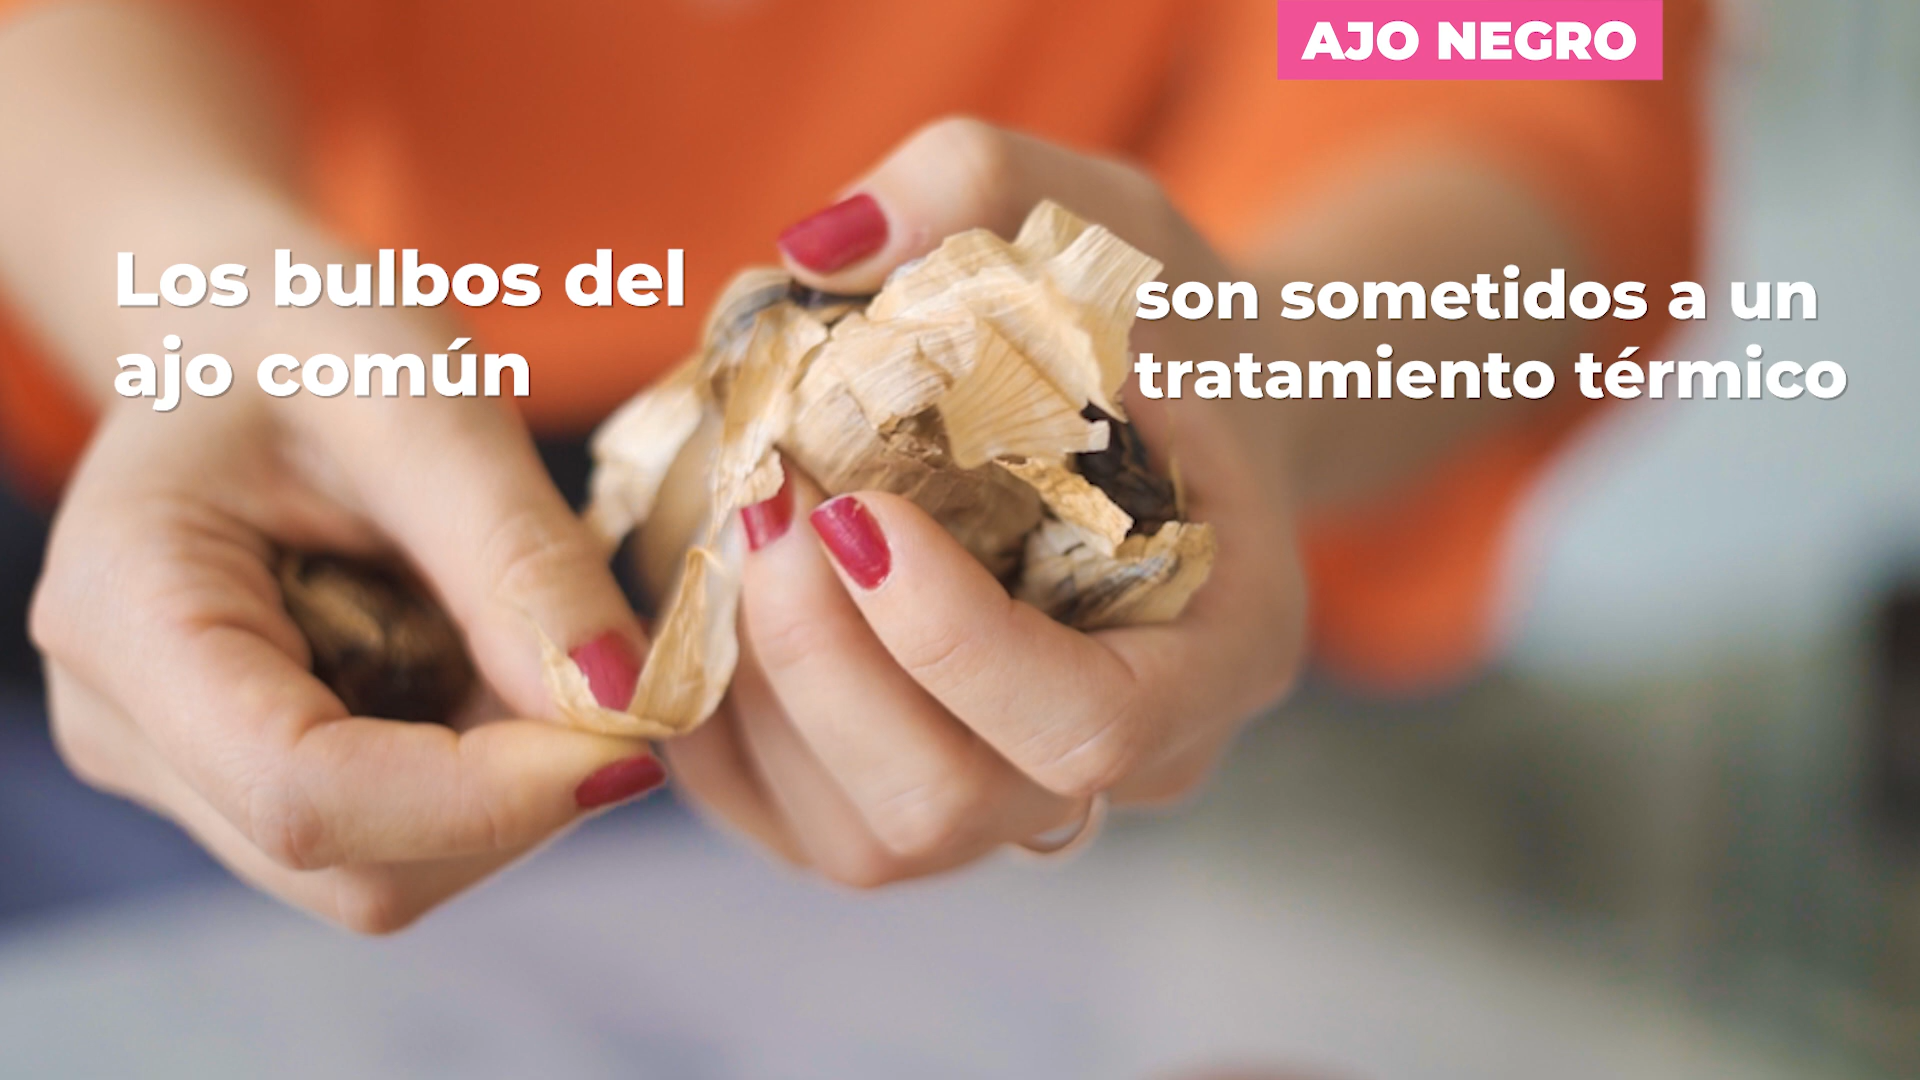 AJO NEGRO
Los bulbos del
ajo común
son sometidos a un
tratamiento térmico